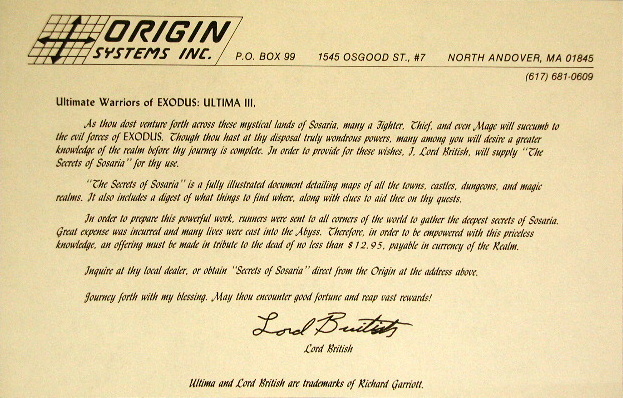 ORIGIN
SYSTEMS INC.
P.O. BOX 99 1545 OSGOOD ST., #7 NORTH ANDOVER, MA 01845
(617) 681-0609
Ultimate Warriors of EXODUS: ULTIMA III.
As thou dost venture forth across these mystical lands of Sosaria, many a Fighter, Thief, and even Mage will succumb to
the evil forces of EXODUS. Though thou hast at thy disposal truly wondrous powers, many among you will desire a greater
knowledge of the realm before thy journey is complete. In order to provide for these wishes, I, Lord British, will supply "The
Secrets of Sosaria" for thy use.
"The Secrets of Sosaria" is a fully illustrated document detailing maps of all the towns, castles, dungeons, and magic
realms. It also includes a digest of what things to find where, along with clues to aid thee on thy quests.
In order to prepare this powerful work, runners were sent to all corners of the world to gather the deepest secrets of Sosaria.
Great expense was incurred and many lives were cast into the Abyss. Therefore, in order to be empowered with this priceless
knowledge, an offering must be made in tribute to the dead of no less than $12.95, payable in currency of the Realm.
Inquire at thy local dealer, or obtain "Secrets of Sosaria" direct from the Origin at the address above.
Journey forth with my blessing. May thou encounter good fortune and reap vast rewards!
Lord British
Lord British
Ultima and Lord British are trademarks of Richard Garriott.